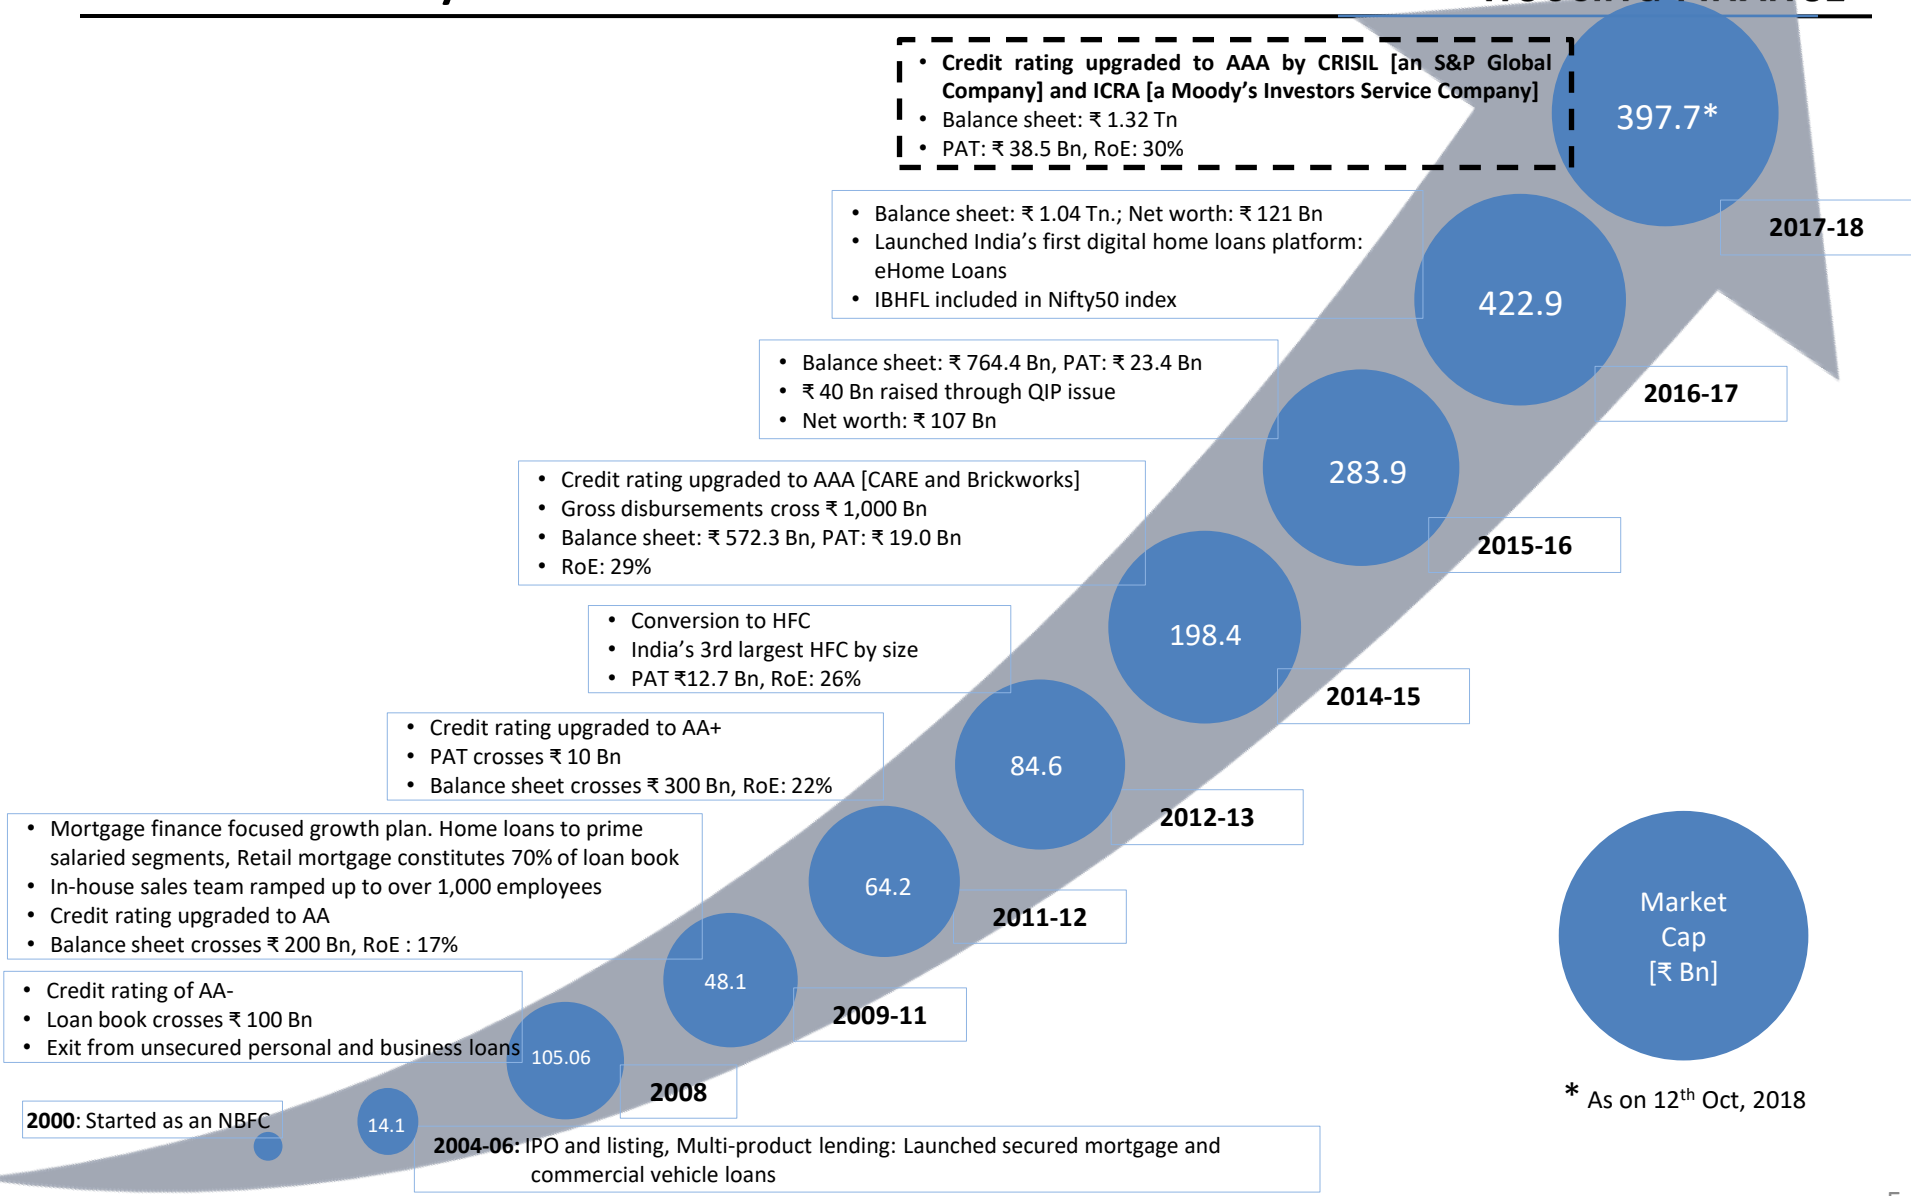 • Credit rating upgraded to AAA by CRISIL [an S&P Global
Company] and ICRA [a Moody’s Investors Service Company]
• Balance sheet: ₹ 1.32 Tn
• PAT: ₹ 38.5 Bn, RoE: 30%
397.7*
2017-18
• Balance sheet: ₹ 1.04 Tn.; Net worth: ₹ 121 Bn
• Launched India’s first digital home loans platform:
eHome Loans
• IBHFL included in Nifty50 index
422.9
2016-17
• Balance sheet: ₹ 764.4 Bn, PAT: ₹ 23.4 Bn
• ₹ 40 Bn raised through QIP issue
• Net worth: ₹ 107 Bn
283.9
2015-16
• Credit rating upgraded to AAA [CARE and Brickworks]
• Gross disbursements cross ₹ 1,000 Bn
• Balance sheet: ₹ 572.3 Bn, PAT: ₹ 19.0 Bn
• RoE: 29%
198.4
2014-15
• Conversion to HFC
• India’s 3rd largest HFC by size
• PAT ₹12.7 Bn, RoE: 26%
84.6
2012-13
• Credit rating upgraded to AA+
• PAT crosses ₹ 10 Bn
• Balance sheet crosses ₹ 300 Bn, RoE: 22%
64.2
2011-12
• Mortgage finance focused growth plan. Home loans to prime
salaried segments, Retail mortgage constitutes 70% of loan book
• In-house sales team ramped up to over 1,000 employees
• Credit rating upgraded to AA
• Balance sheet crosses ₹ 200 Bn, RoE : 17%
48.1
2009-11
• Credit rating of AA-
• Loan book crosses ₹ 100 Bn
• Exit from unsecured personal and business loans
105.06
2008
2000: Started as an NBFC
14.1
2004-06: IPO and listing, Multi-product lending: Launched secured mortgage and
commercial vehicle loans
Market
Cap
[₹ Bn]
* As on 12th Oct, 2018